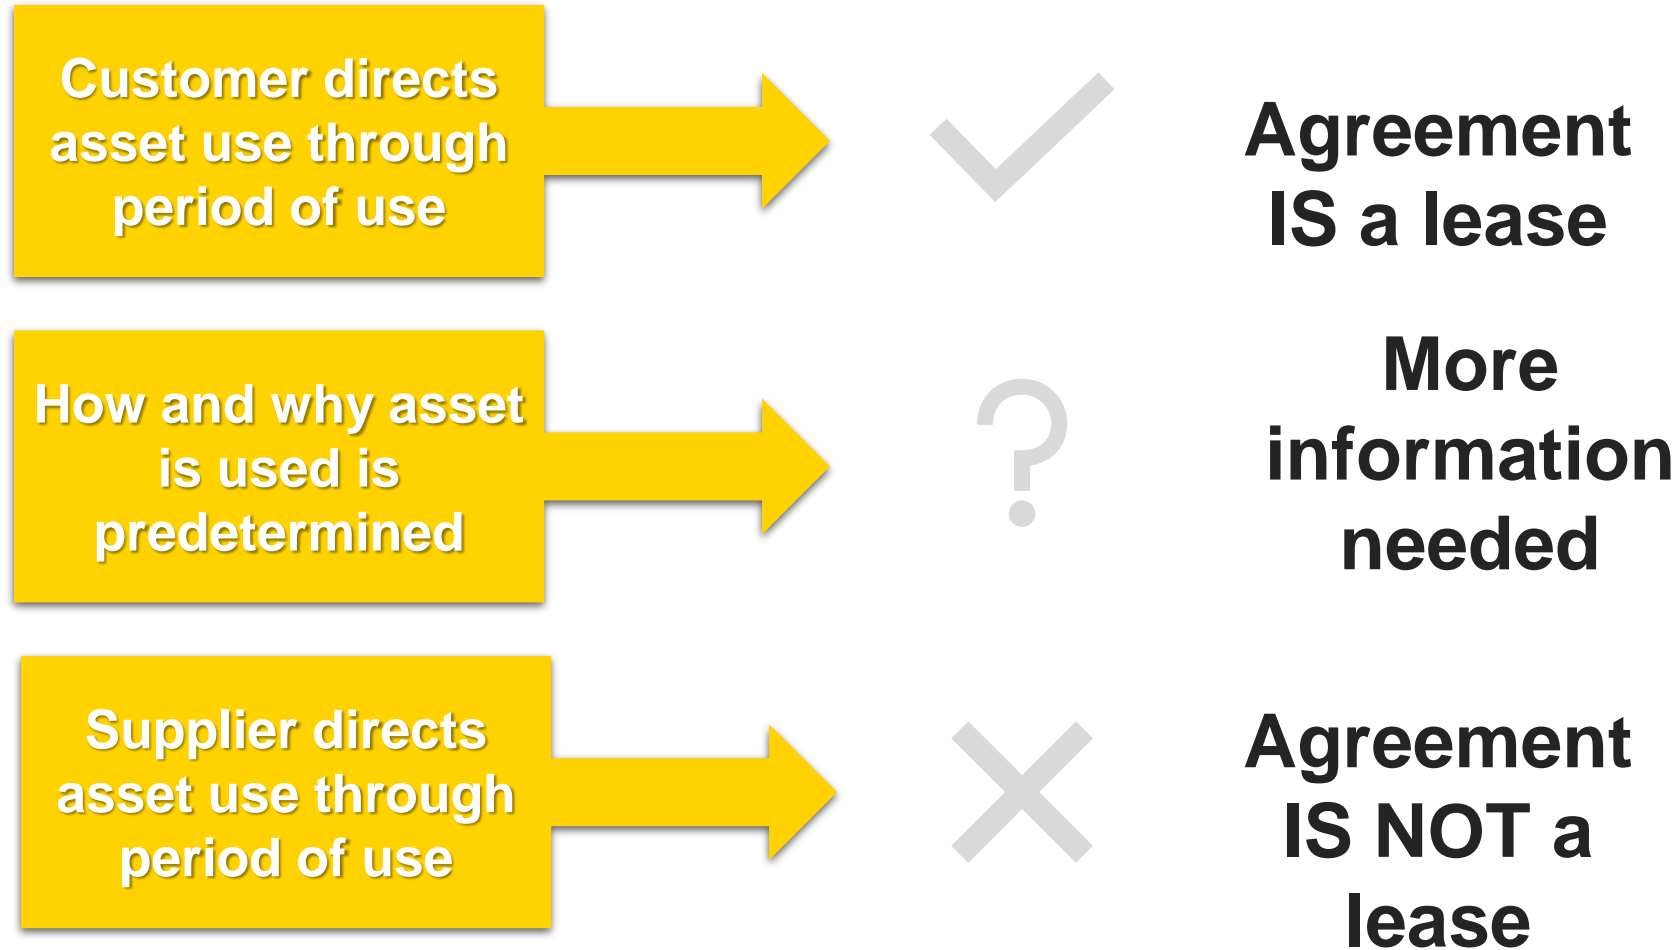 Customer directs
asset use through
period of use
Agreement
IS a lease
How and why asset
is used is
predetermined
?
More
information
needed
Supplier directs
asset use through
period of use
Agreement
IS NOT a
lease